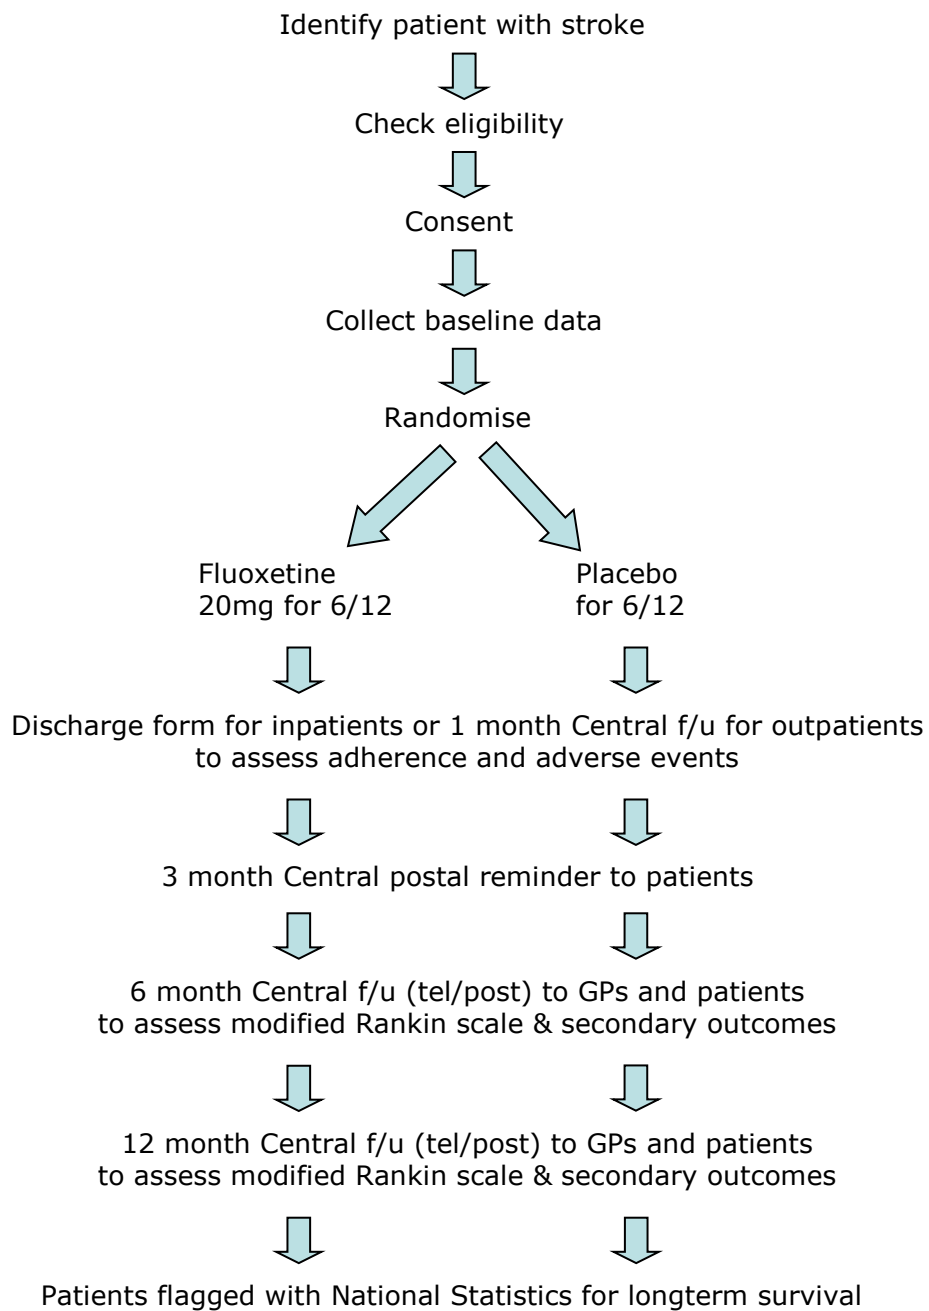 Identify patient with stroke
Check eligibility
Consent
Collect baseline data
Randomise
Fluoxetine
20mg for 6/12
Placebo
for 6/12
Discharge form for inpatients or 1 month Central f/u for outpatients
to assess adherence and adverse events
3 month Central postal reminder to patients
6 month Central f/u (tel/post) to GPs and patients
to assess modified Rankin scale & secondary outcomes
12 month Central f/u (tel/post) to GPs and patients
to assess modified Rankin scale & secondary outcomes
Patients flagged with National Statistics for longterm survival